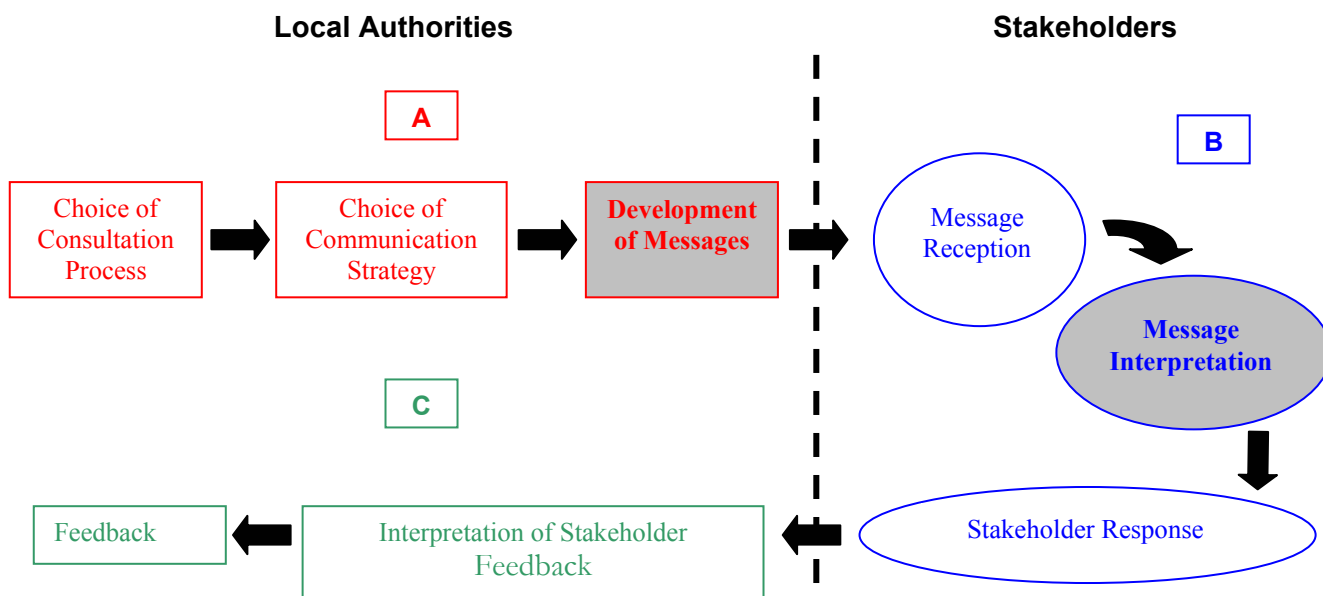 Local Authorities
Stakeholders
A
B
Choice of
Consultation
Process
Choice of
Communication
Strategy
Development
of Messages
Message
Reception
Message
Interpretation
C
Feedback
Interpretation of Stakeholder
Feedback
Stakeholder Response